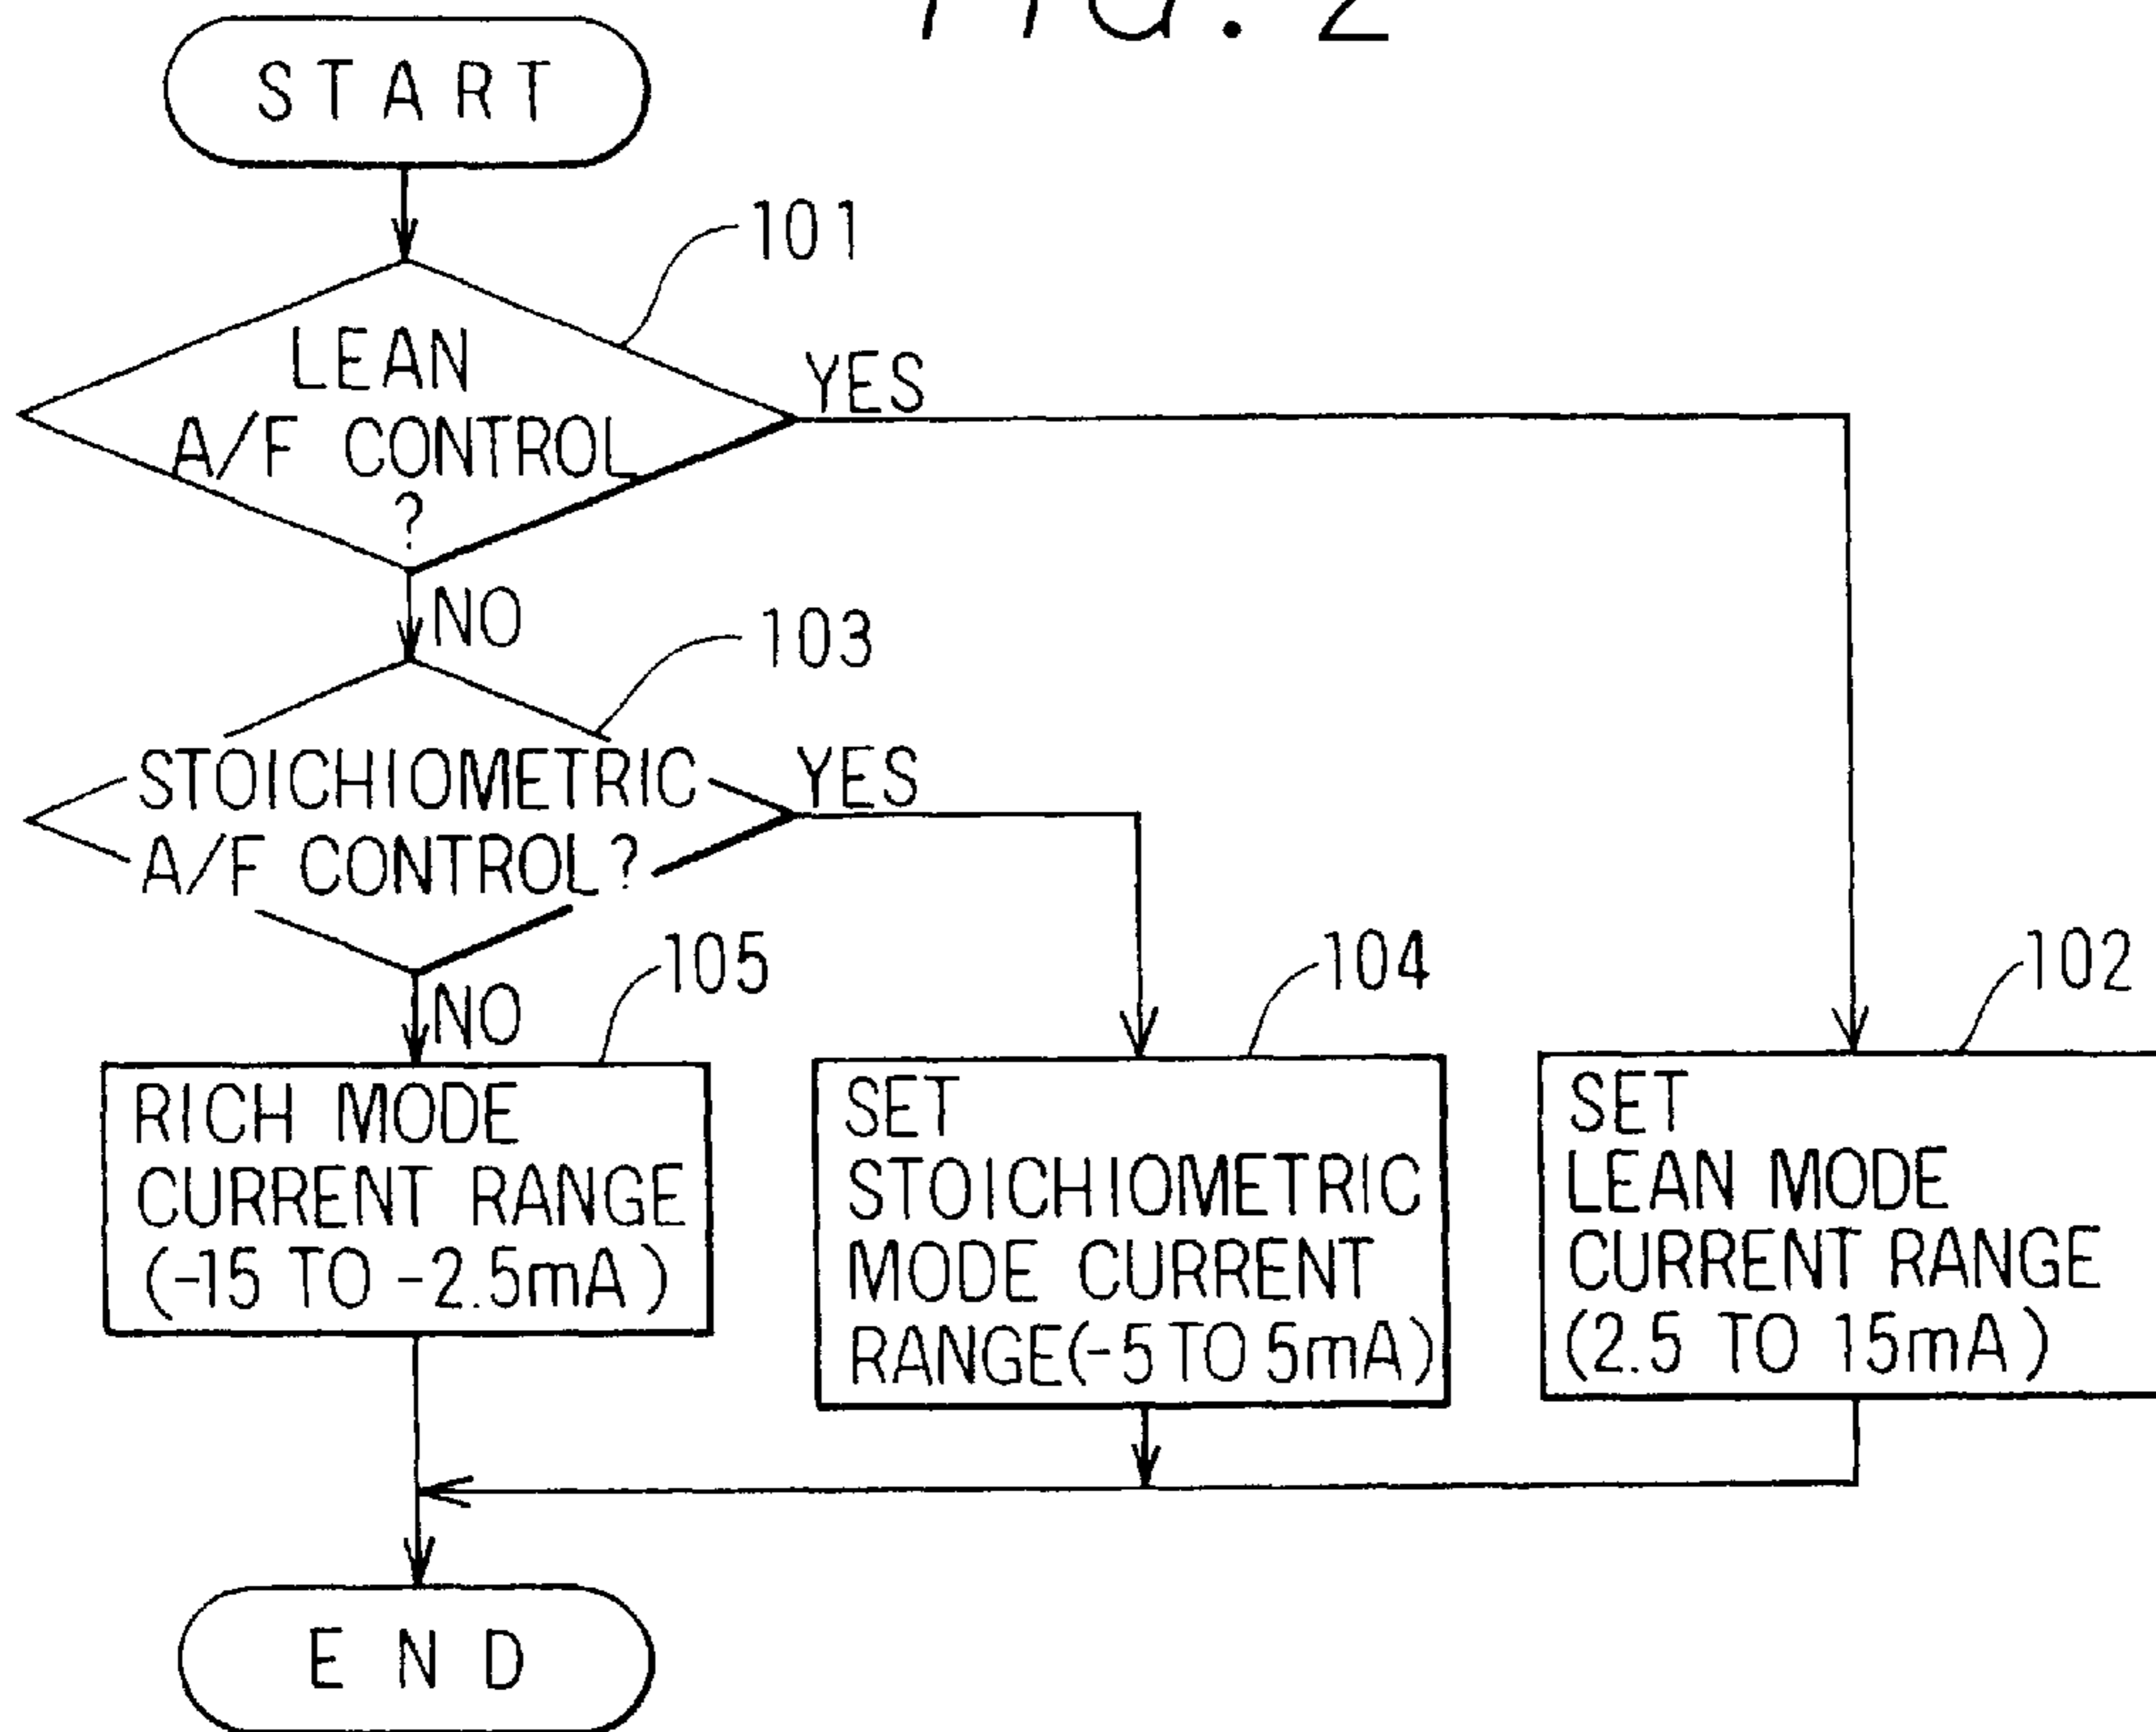 FIG. 2
START
101
LEAN
A/F CONTROL
?
YES
NO
103
STOICHIOMETRIC
A/F CONTROL?
YES
NO
105
RICH MODE
CURRENT RANGE
(-15 TO -2.5mA)
104
SET
STOICHIOMETRIC
MODE CURRENT
RANGE(-5 TO 5mA)
102
SET
LEAN MODE
CURRENT RANGE
(2.5 TO 15mA)
END